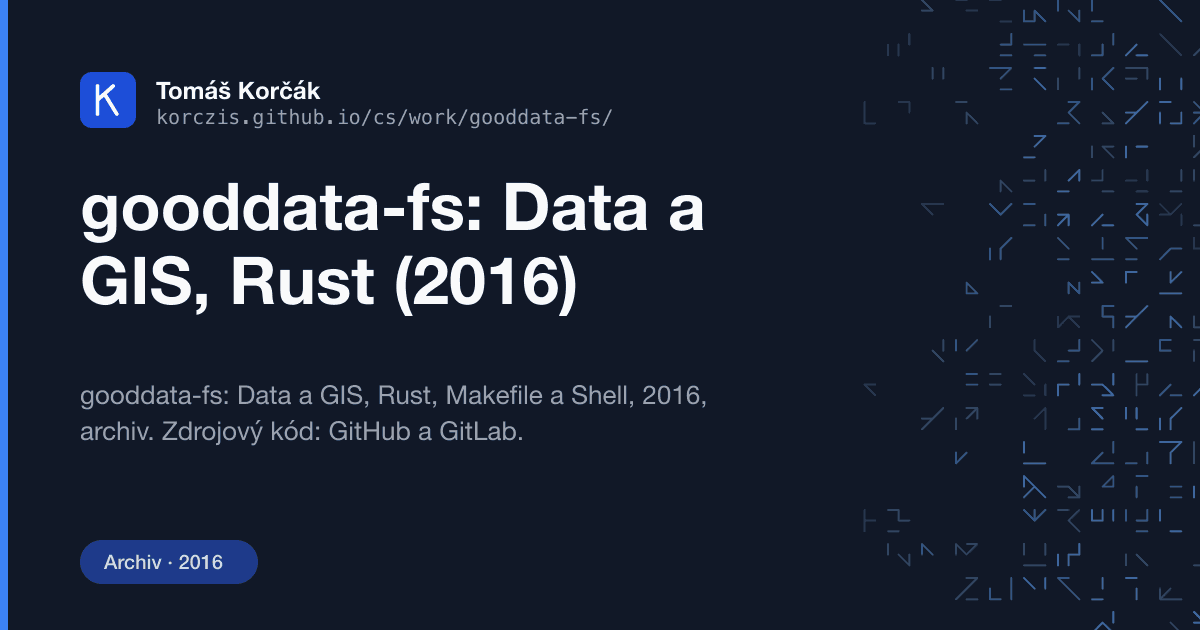 K
Tomáš Korčák
korczis.github.io/cs/work/gooddata-fs/
gooddata-fs: Data a
GIS, Rust (2016)
gooddata-fs: Data a GIS, Rust, Makefile a Shell, 2016,
archiv. Zdrojový kód: GitHub a GitLab.
Archiv · 2016